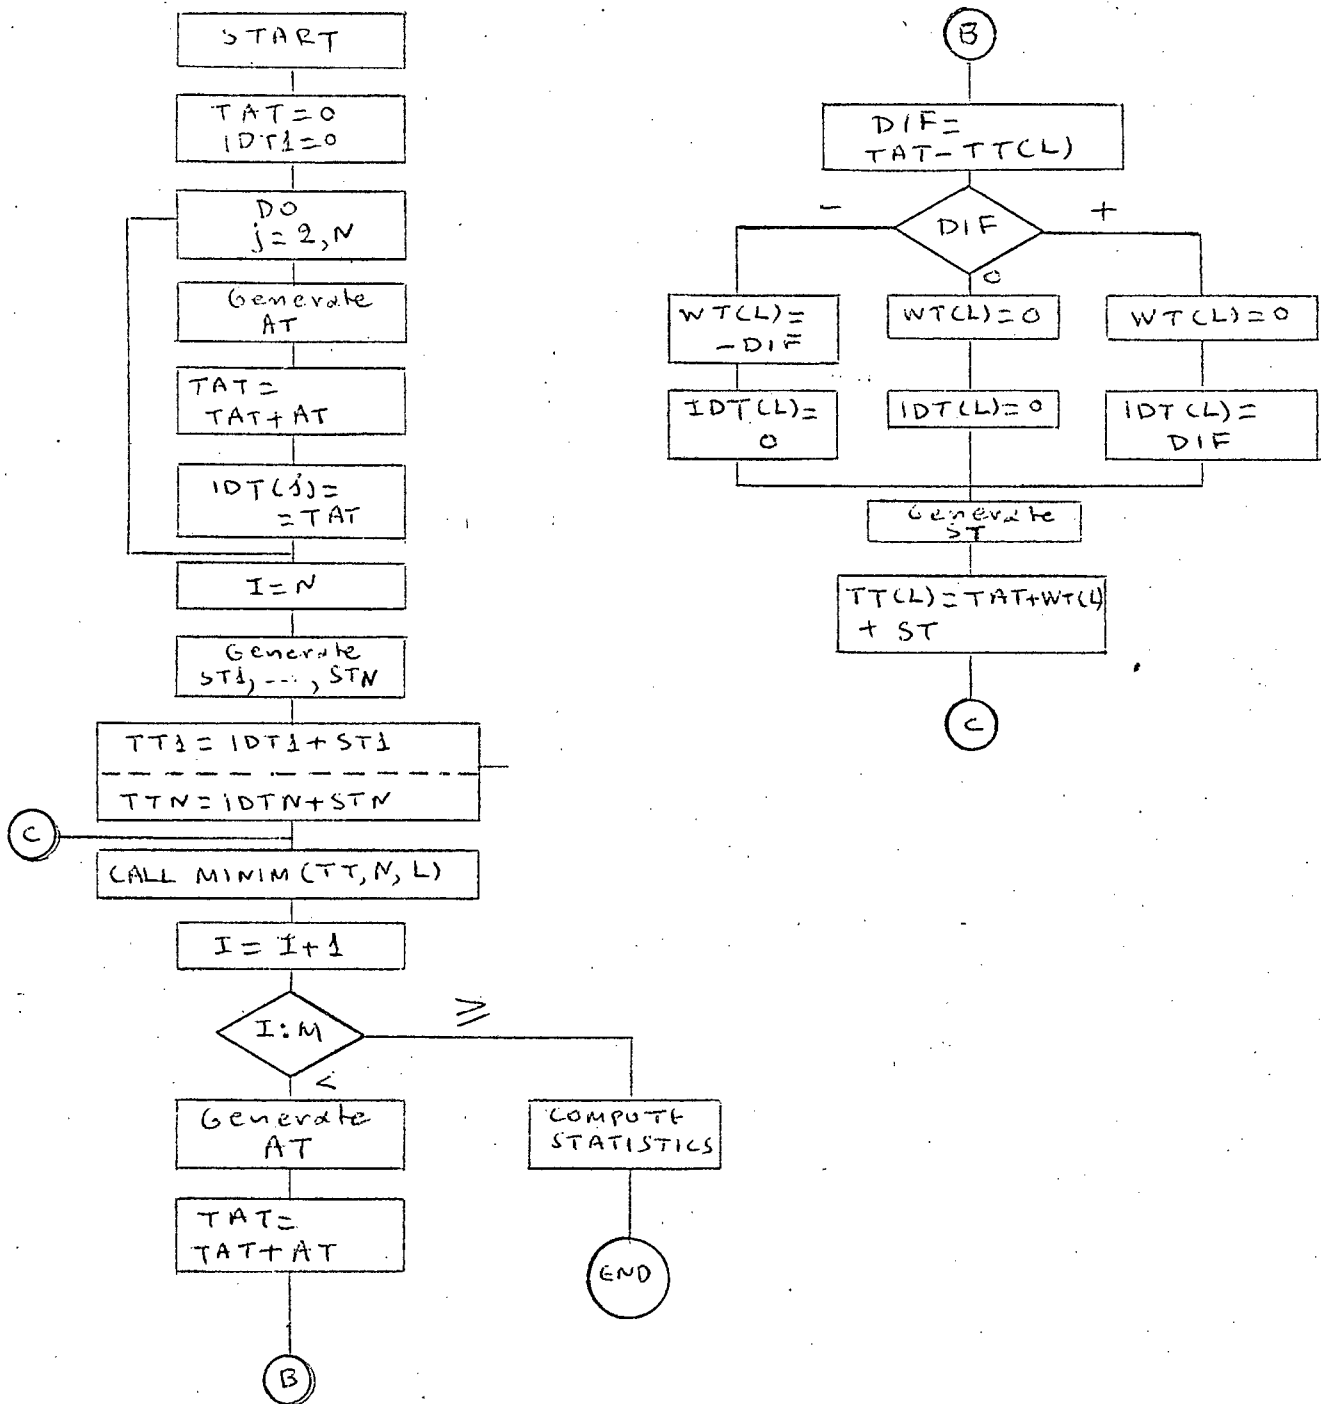 START
TAT=0
IDT1=0
DO
j=2,N
Generate
AT
TAT=
TAT+AT
IDT(j)=
=TAT
I=N
Generate
ST1,---,STN
TT1=IDT1+ST1
TTN=IDTN+STN
C
CALL MINIM(TT,N,L)
I=I+1
I:M
≥
<
Generate
AT
COMPUTE
STATISTICS
TAT=
TAT+AT
END
B
B
DIF=
TAT-TT(L)
DIF
-
+
0
WT(L)=
-DIF
WT(L)=0
WT(L)=0
IDT(L)=
0
IDT(L)=0
IDT(L)=
DIF
Generate
ST
TT(L)=TAT+WT(L)
+ ST
C